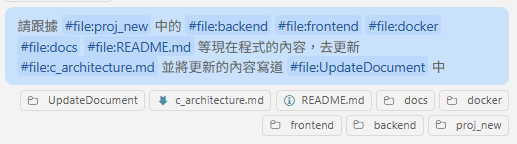 請跟據 #file:proj_new 中的 #file:backend #file:frontend #file:docker
#file:docs #file:README.md 等現在程式的內容，去更新
#file:c_architecture.md 並將更新的內容寫道 #file:UpdateDocument 中
UpdateDocument c_architecture.md README.md docs docker
frontend backend proj_new